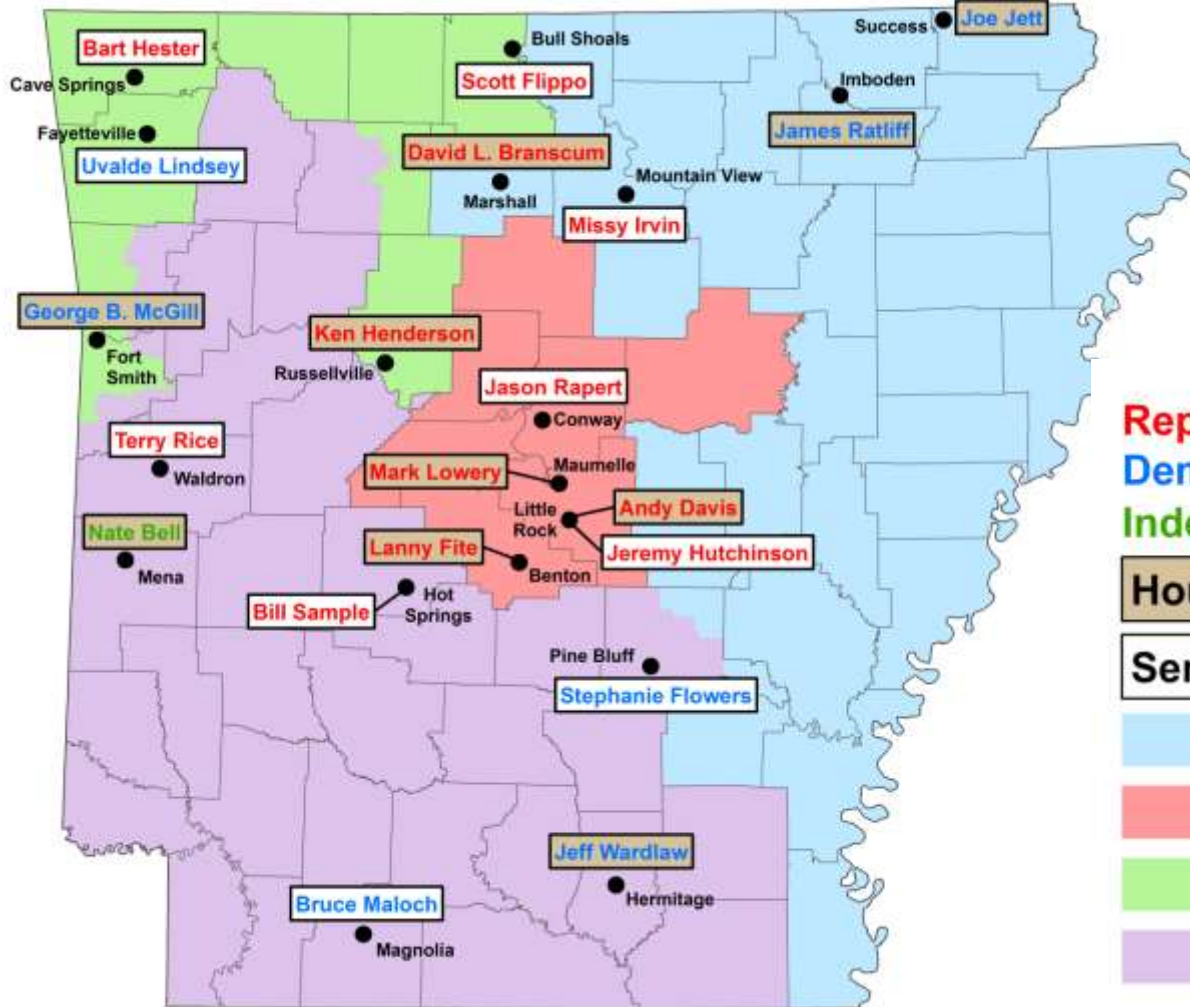 Joe Jett
Success
Bull Shoals
Bart Hester
Scott Flippo
Cave Springs
Imboden
James Ratliff
Fayetteville
David L. Branscum
Uvalde Lindsey
Mountain View
Marshall
Missy Irvin
George B. McGill
Ken Henderson
Fort
Smith
Russellville
Jason Rapert
Conway
Rep
Terry Rice
Maumelle
Mark Lowery
Waldron
Den
Little
Rock
Andy Davis
Inde
Nate Bell
Lanny Fite
Jeremy Hutchinson
Mena
Benton
Hou
Hot
Springs
Bill Sample
Pine Bluff
Ser
Stephanie Flowers
Jeff Wardlaw
Hermitage
Bruce Maloch
Magnolia